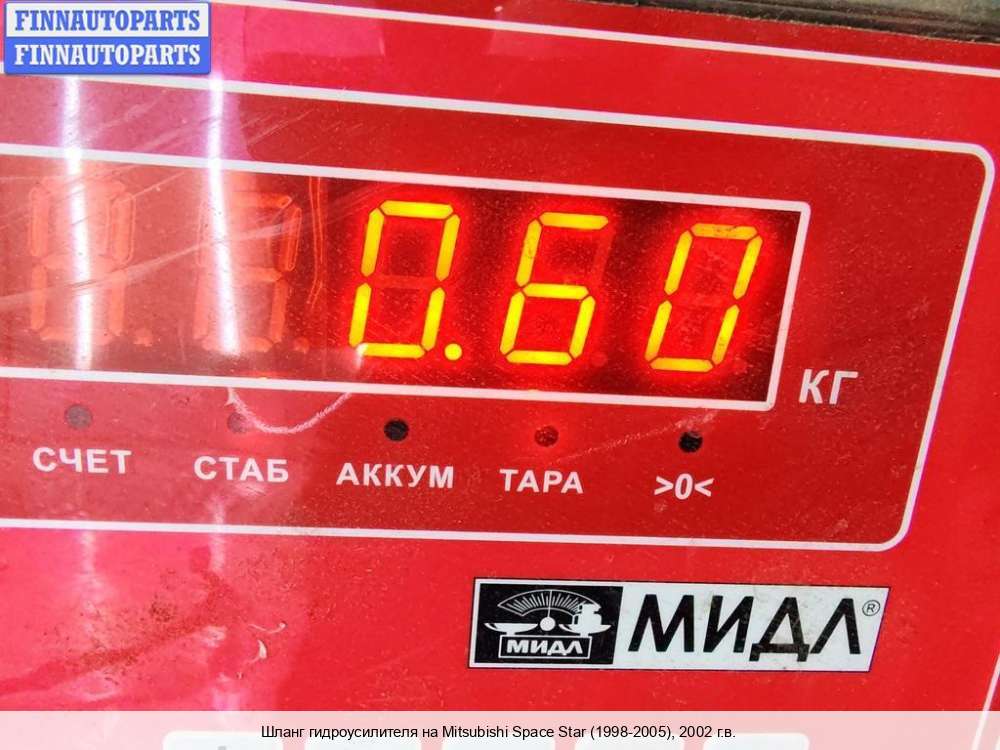 FINNAUTOPARTS
FINNAUTOPARTS
0.60
КГ
СЧЕТ СТАБ АККУМ ТАРА >0<
МИДЛ МИДЛ®
Шланг гидроусилителя на Mitsubishi Space Star (1998-2005), 2002 г.в.